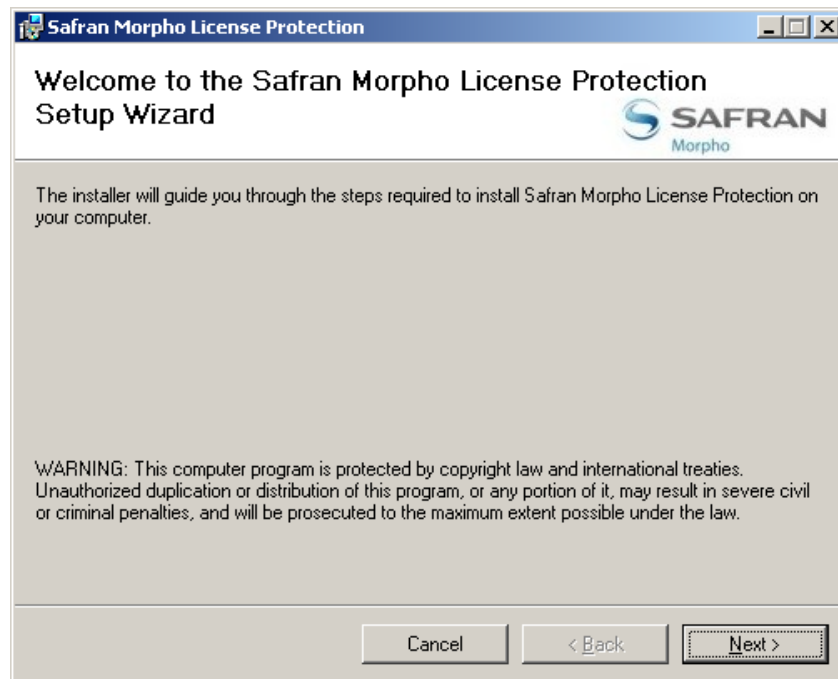 Safran Morpho License Protection
Welcome to the Safran Morpho License Protection
Setup Wizard
SAFRAN
Morpho
The installer will guide you through the steps required to install Safran Morpho License Protection on
your computer.
WARNING: This computer program is protected by copyright law and international treaties.
Unauthorized duplication or distribution of this program, or any portion of it, may result in severe civil
or criminal penalties, and will be prosecuted to the maximum extent possible under the law.
Cancel
< Back
Next >